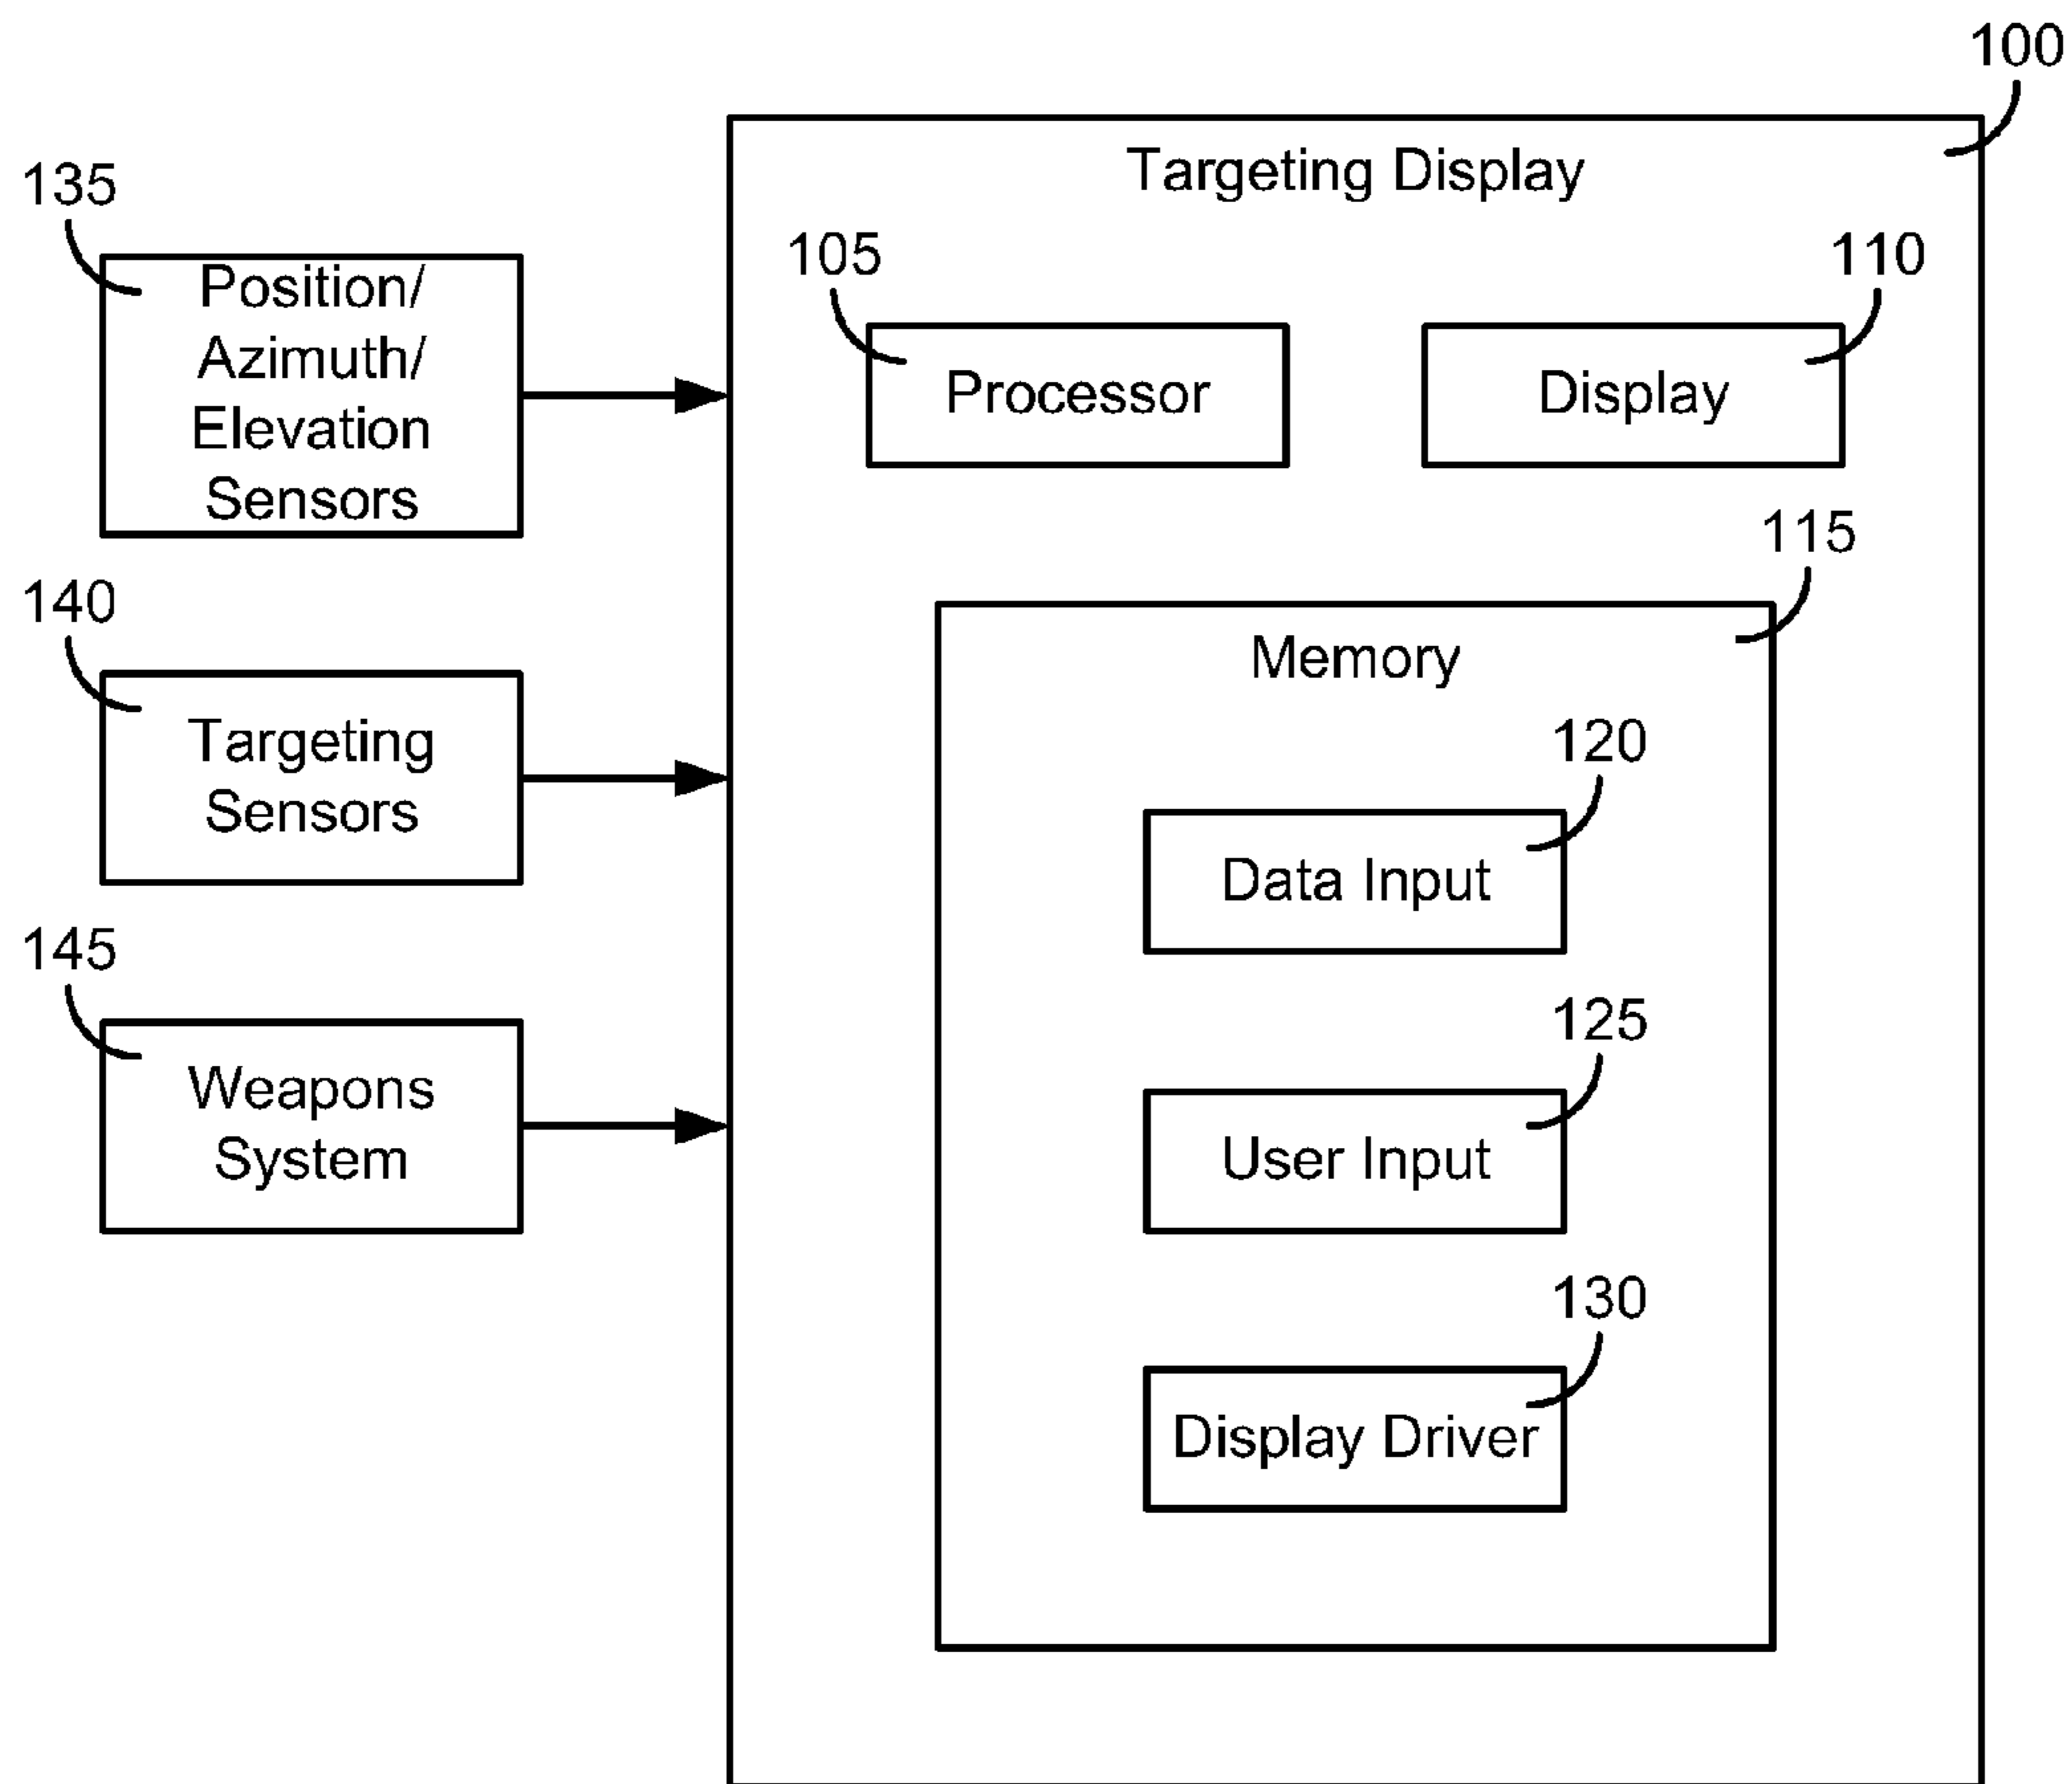 100
Targeting Display
135
Position/
Azimuth/
Elevation
Sensors
105
Processor
110
Display
140
Targeting
Sensors
115
Memory
120
Data Input
145
Weapons
System
125
User Input
130
Display Driver